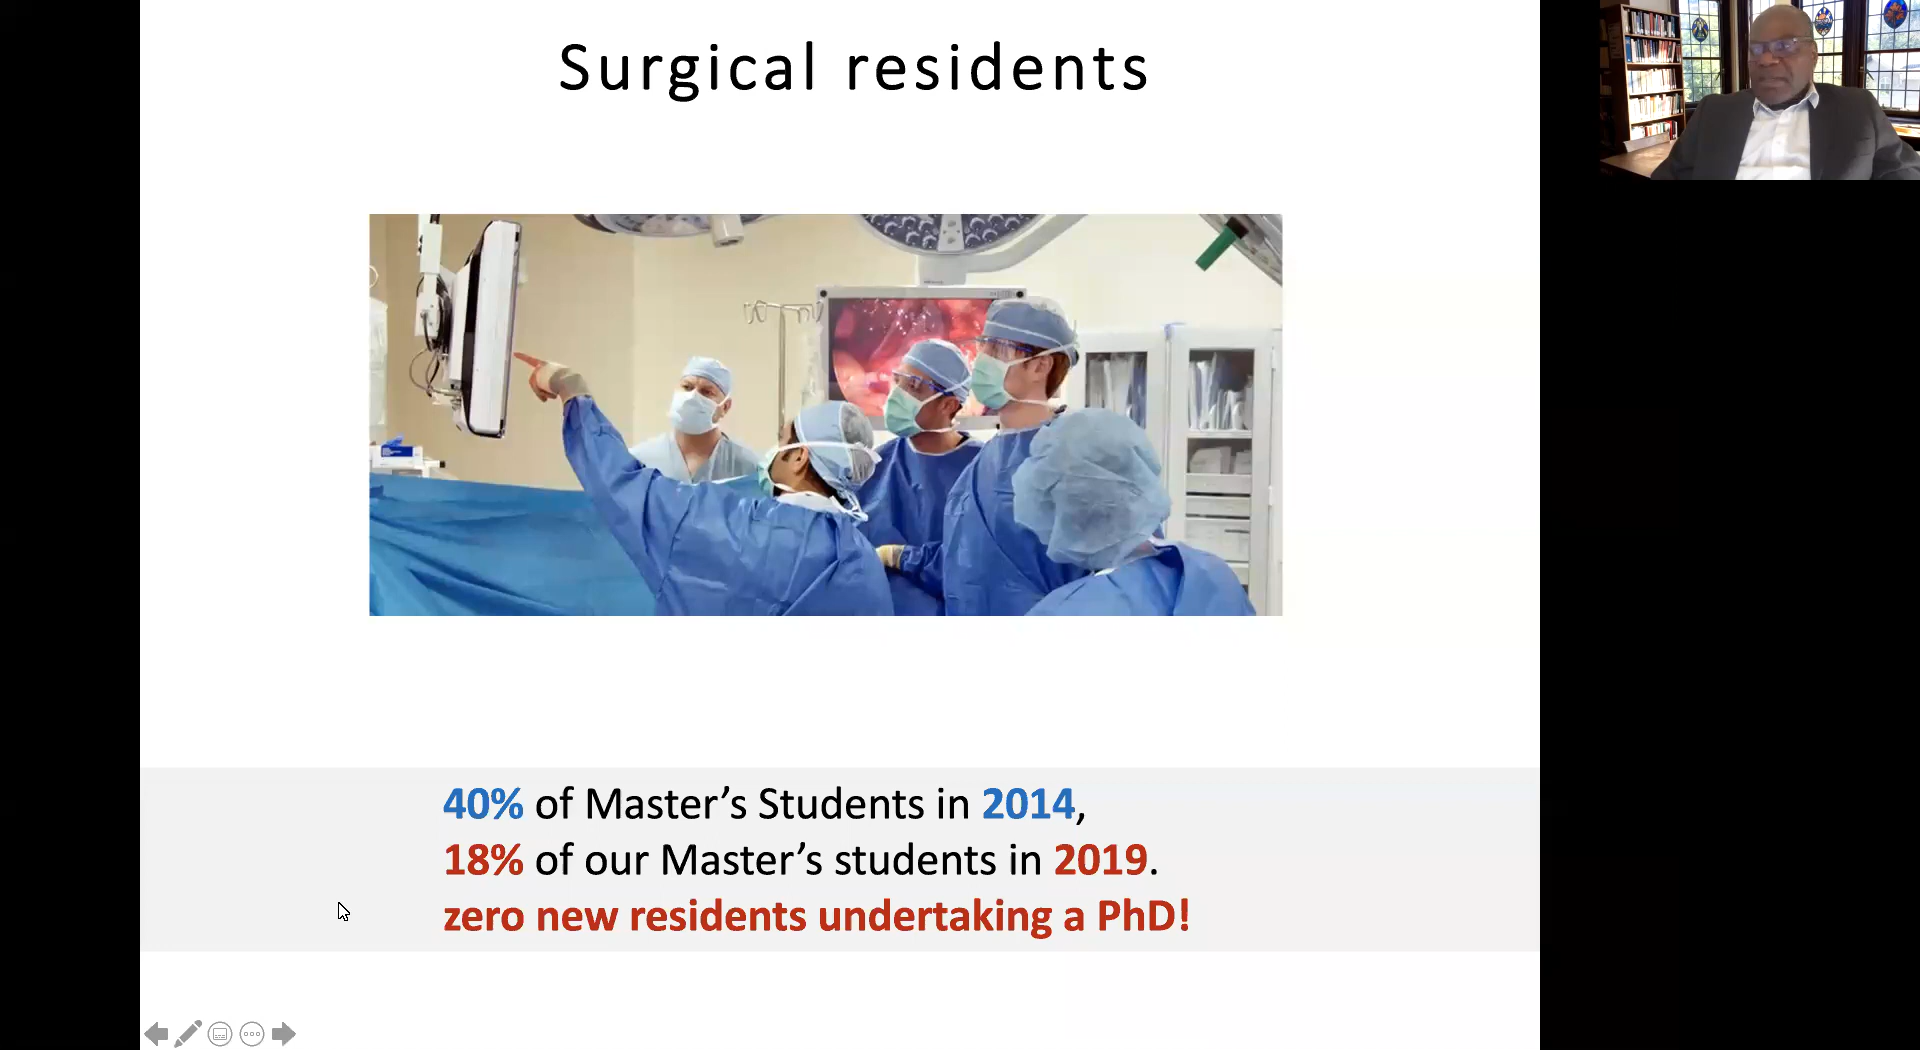 Surgical residents
40% of Master’s Students in 2014,
18% of our Master’s students in 2019.
zero new residents undertaking a PhD!